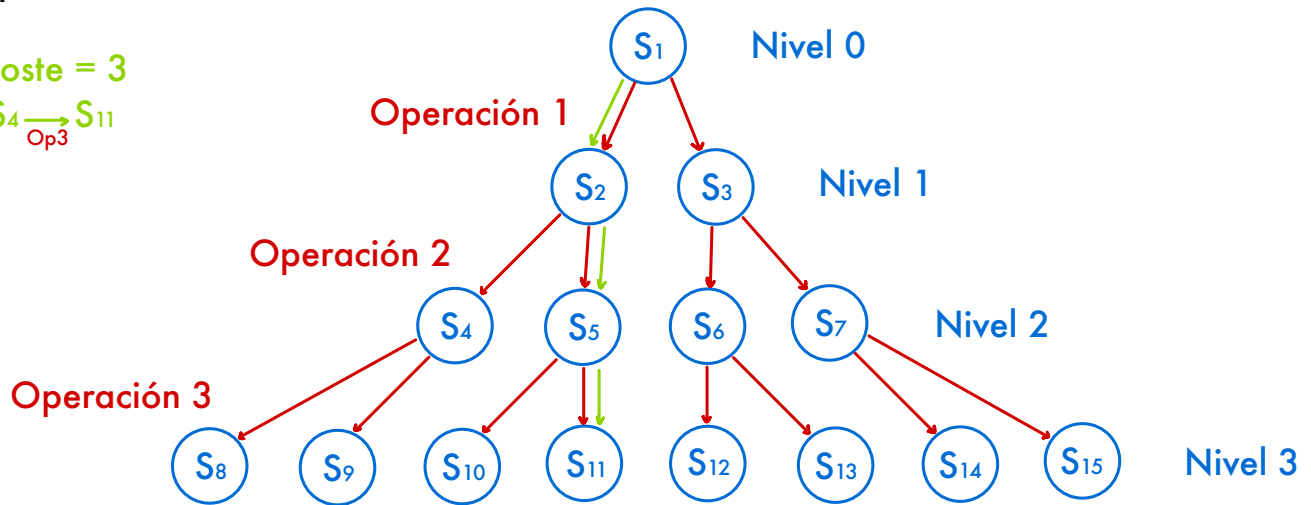 S1 Nivel 0
oste = 3
S4 S11
Op3
Operación 1
S2 S3 Nivel 1
Operación 2
S4 S5 S6 S7 Nivel 2
Operación 3
S8 S9 S10 S11 S12 S13 S14 S15 Nivel 3